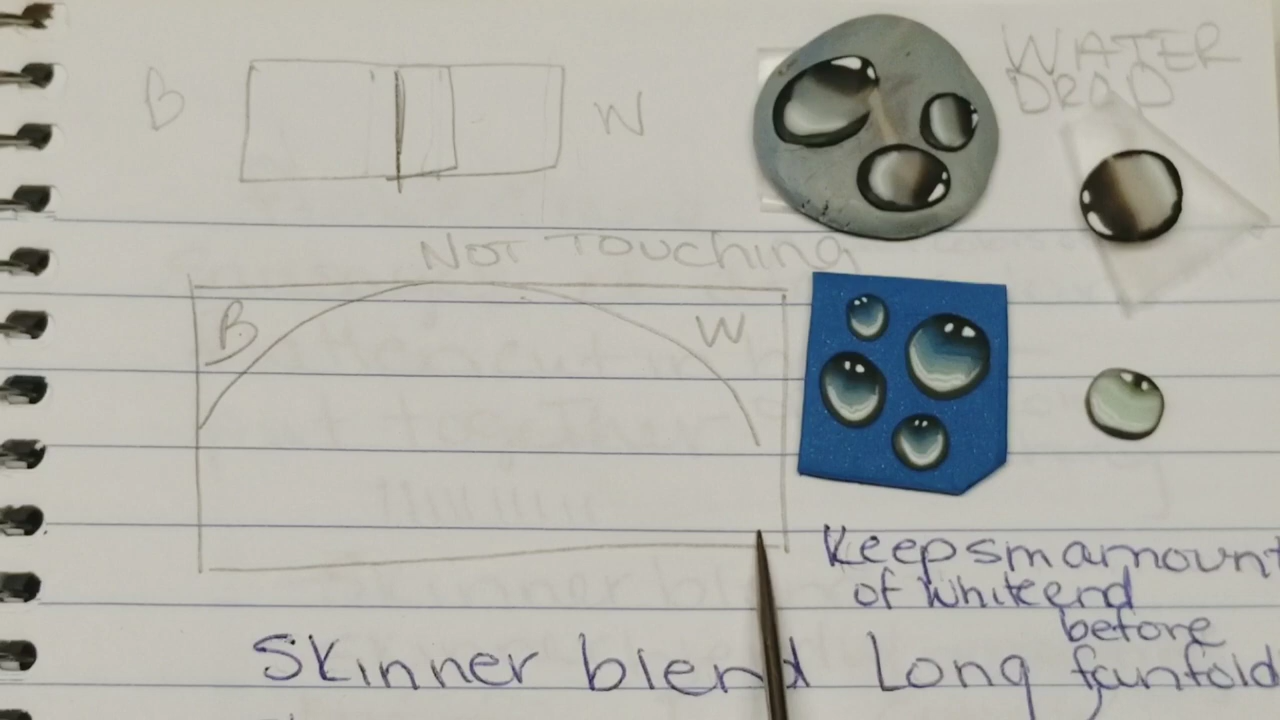 B
W
WATER
DROP
NOT TOUCHING
B
W
Keep sm amount
of white end
before
Skinner blend Long fanfold